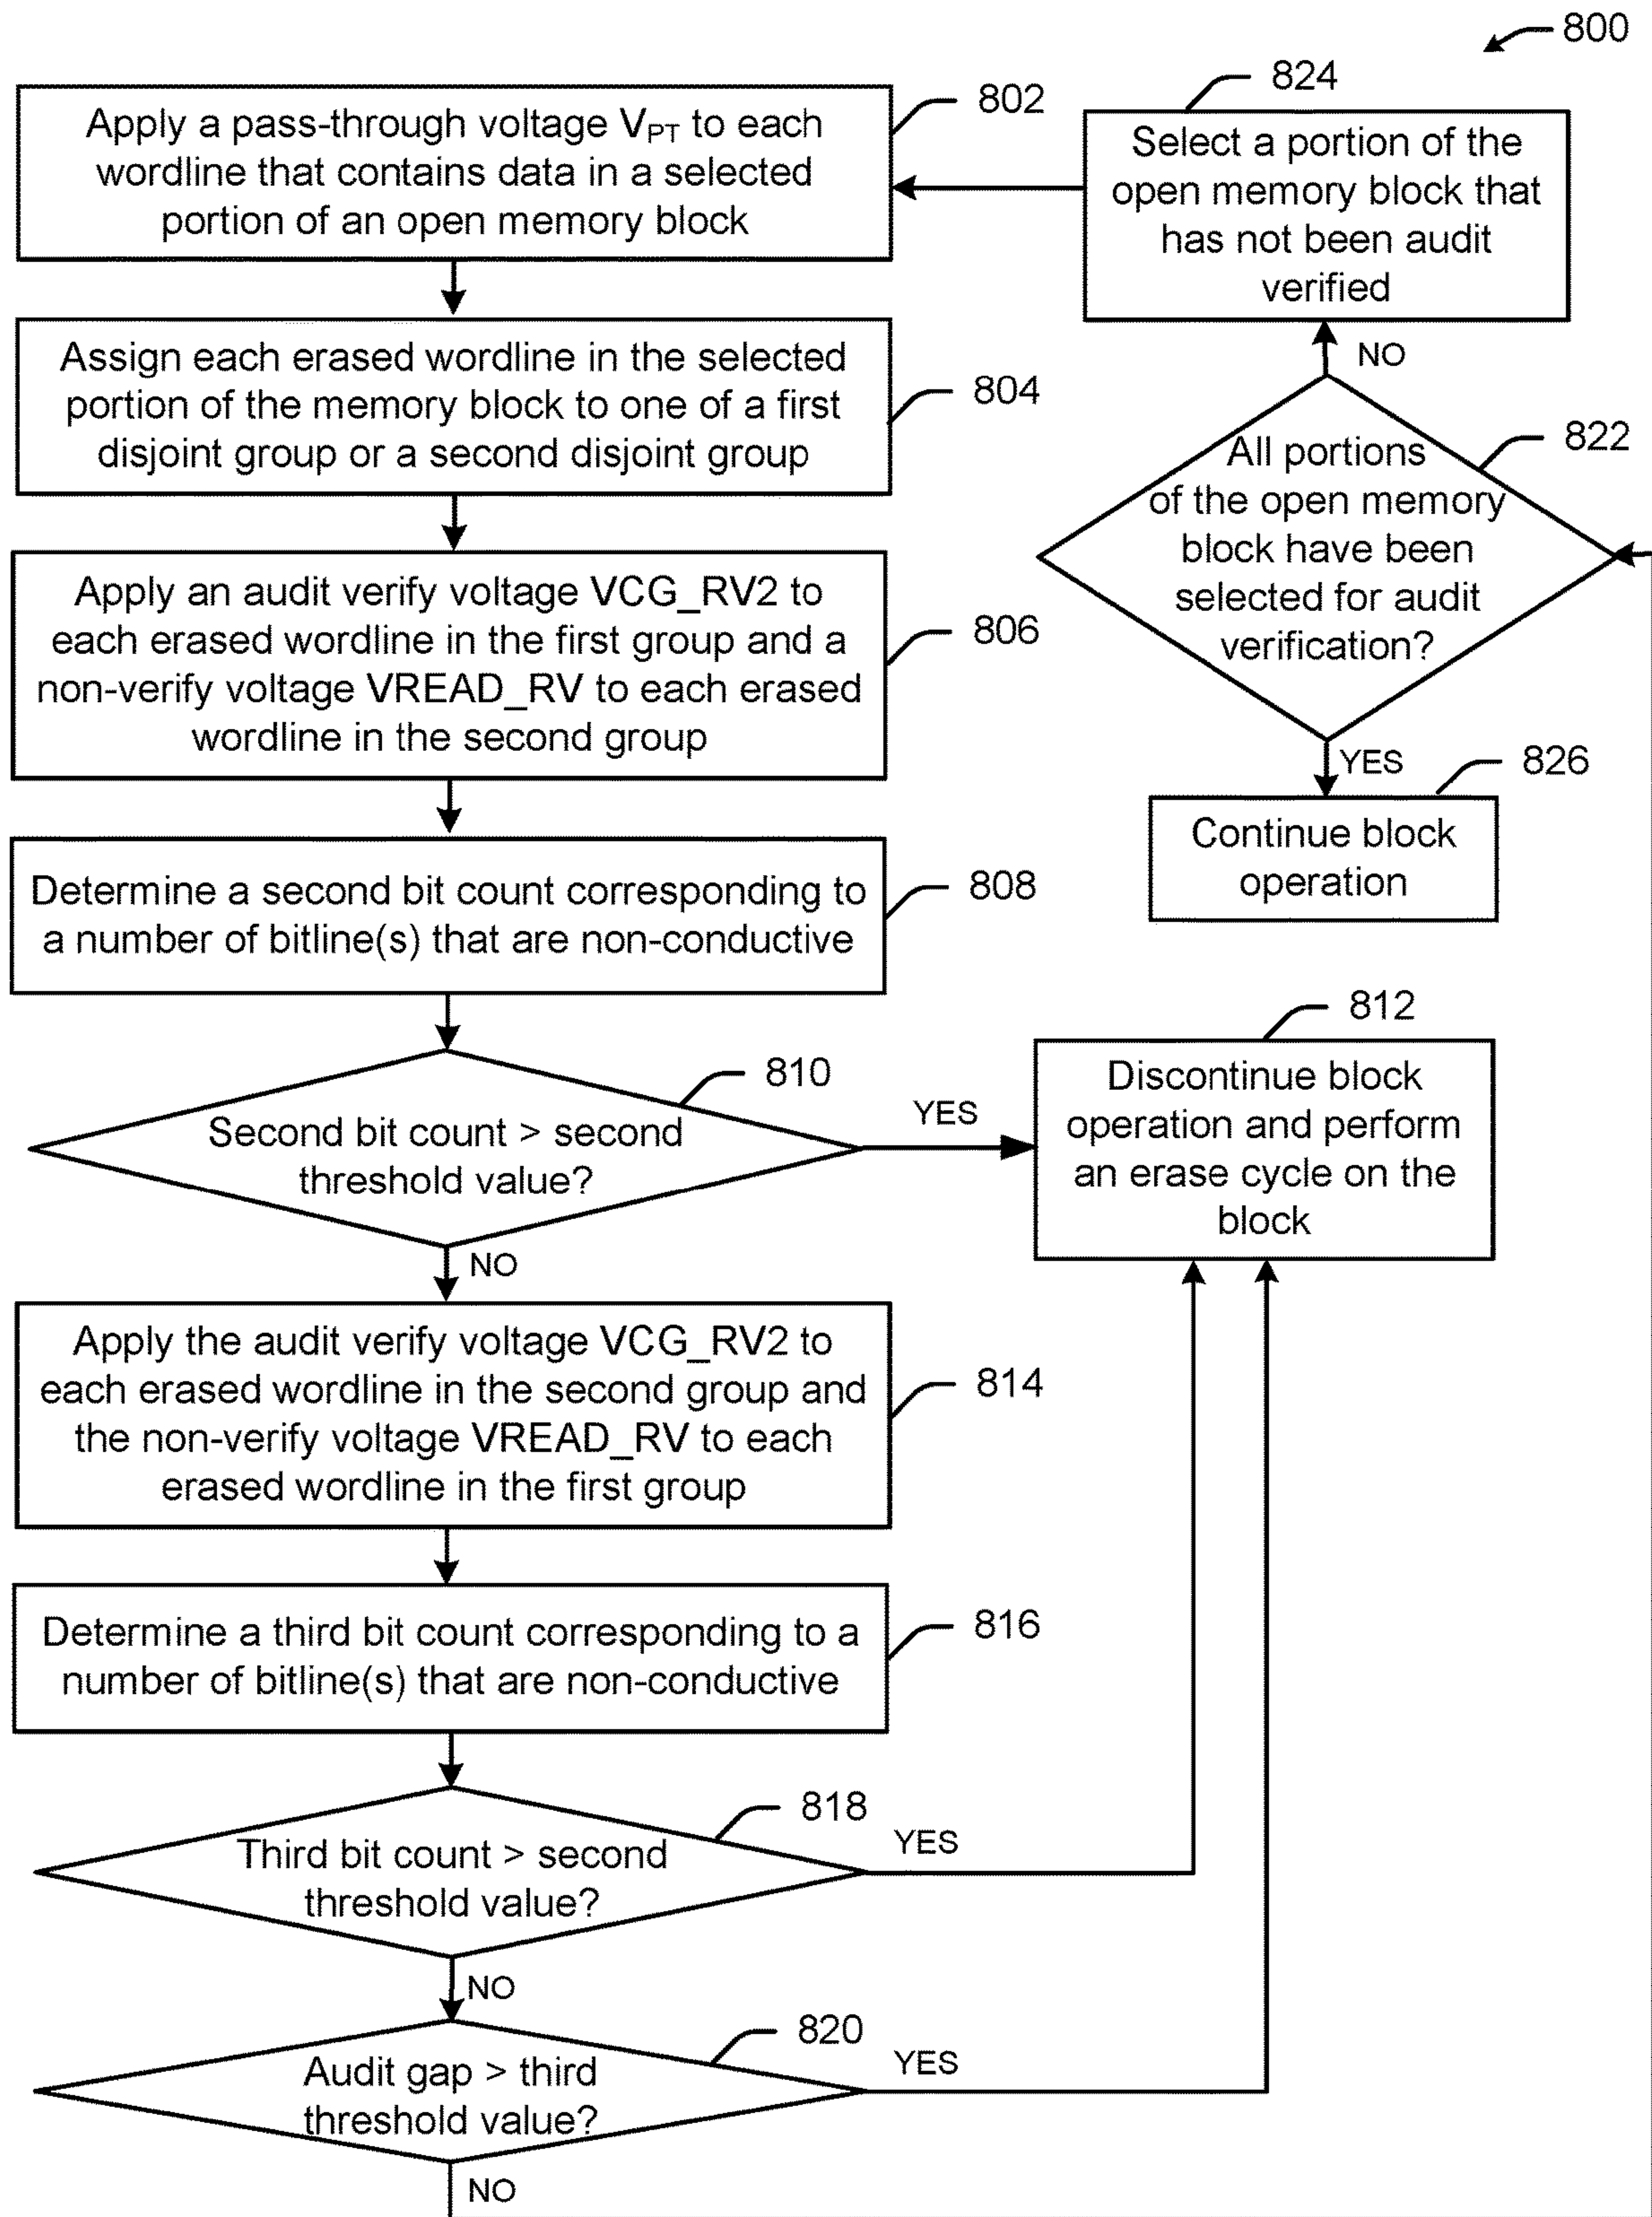 800
802
Apply a pass-through voltage VPT to each
wordline that contains data in a selected
portion of an open memory block
824
Select a portion of the
open memory block that
has not been audit
verified
804
Assign each erased wordline in the selected
portion of the memory block to one of a first
disjoint group or a second disjoint group
NO
822
All portions
of the open memory
block have been
selected for audit
verification?
806
Apply an audit verify voltage VCG_RV2 to
each erased wordline in the first group and a
non-verify voltage VREAD_RV to each erased
wordline in the second group
YES
826
Continue block
operation
808
Determine a second bit count corresponding to
a number of bitline(s) that are non-conductive
810
Second bit count > second
threshold value?
YES
812
Discontinue block
operation and perform
an erase cycle on the
block
NO
Apply the audit verify voltage VCG_RV2 to
each erased wordline in the second group and
the non-verify voltage VREAD_RV to each
erased wordline in the first group
814
Determine a third bit count corresponding to a
number of bitline(s) that are non-conductive
816
818
Third bit count > second
threshold value?
YES
NO
820
Audit gap > third
threshold value?
YES
NO